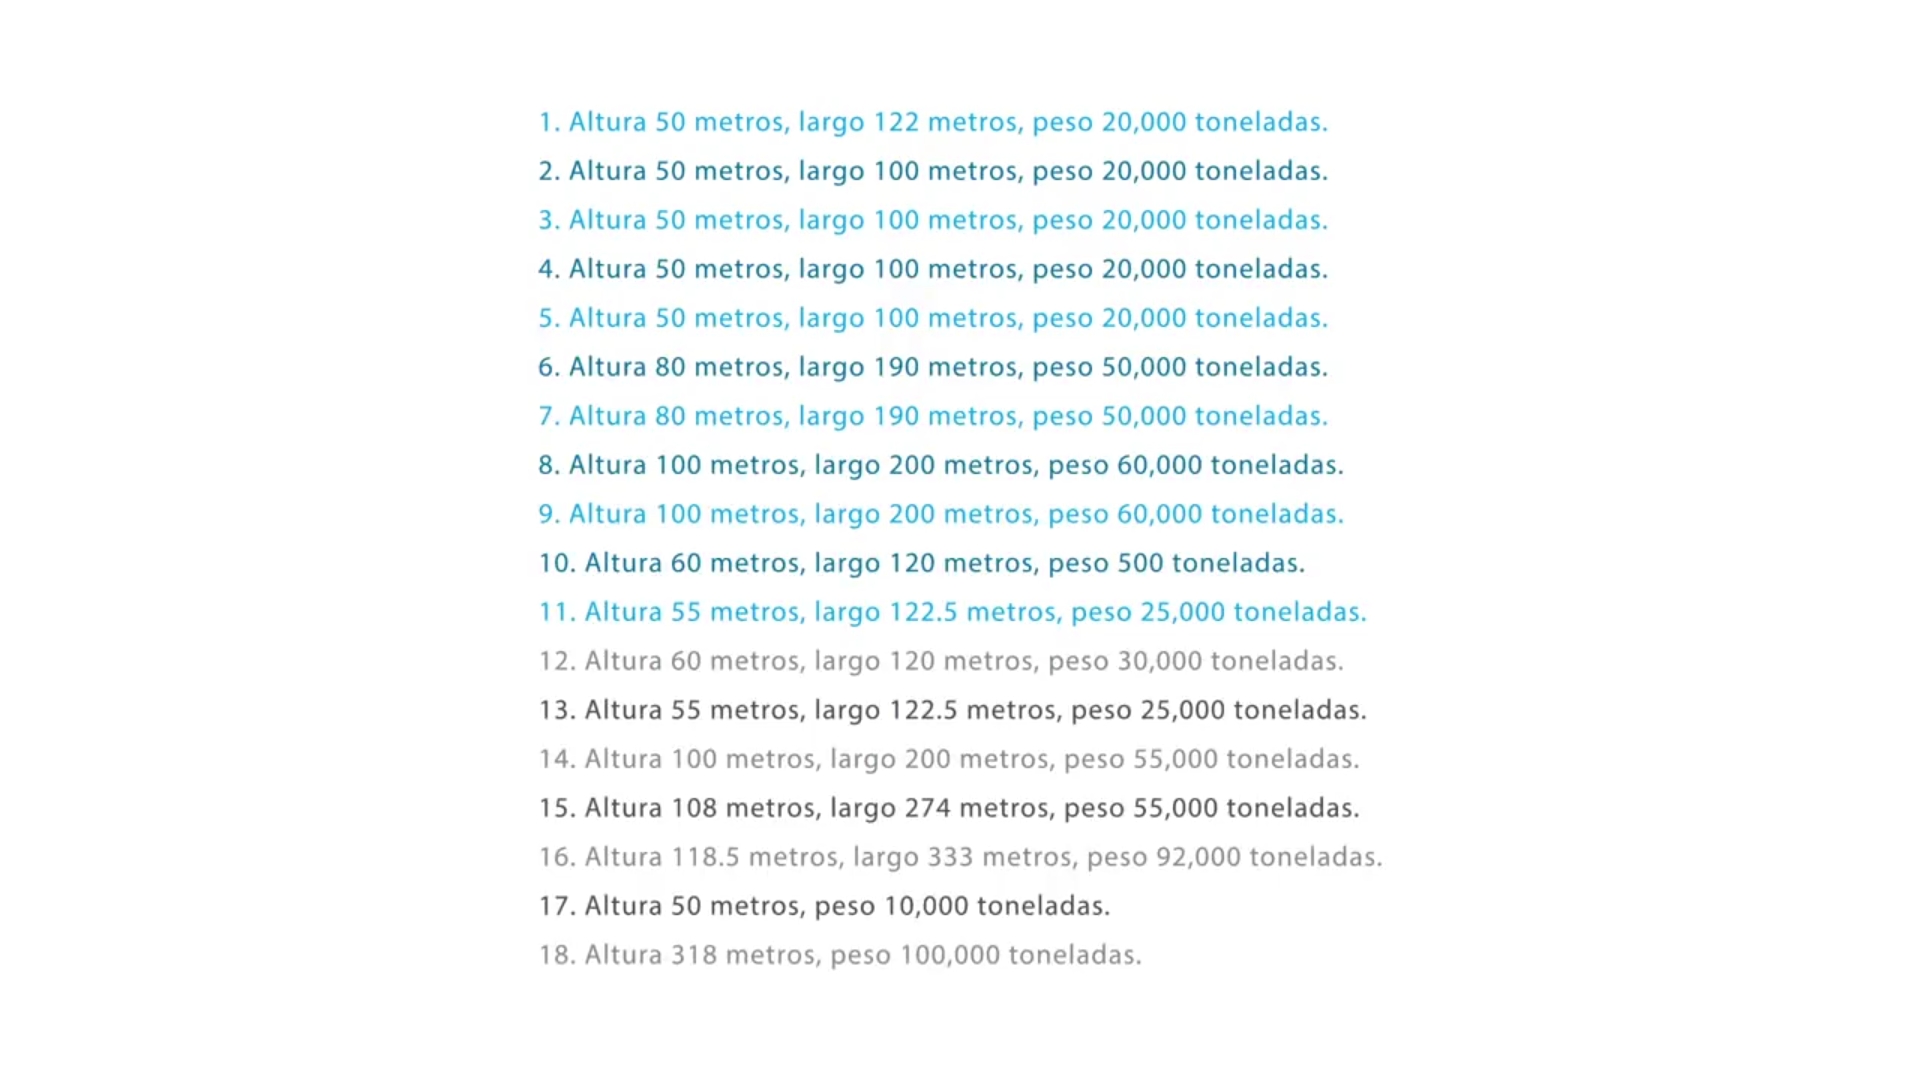 1. Altura 50 metros, largo 122 metros, peso 20,000 toneladas.
2. Altura 50 metros, largo 100 metros, peso 20,000 toneladas.
3. Altura 50 metros, largo 100 metros, peso 20,000 toneladas.
4. Altura 50 metros, largo 100 metros, peso 20,000 toneladas.
5. Altura 50 metros, largo 100 metros, peso 20,000 toneladas.
6. Altura 80 metros, largo 190 metros, peso 50,000 toneladas.
7. Altura 80 metros, largo 190 metros, peso 50,000 toneladas.
8. Altura 100 metros, largo 200 metros, peso 60,000 toneladas.
9. Altura 100 metros, largo 200 metros, peso 60,000 toneladas.
10. Altura 60 metros, largo 120 metros, peso 500 toneladas.
11. Altura 55 metros, largo 122.5 metros, peso 25,000 toneladas.
12. Altura 60 metros, largo 120 metros, peso 30,000 toneladas.
13. Altura 55 metros, largo 122.5 metros, peso 25,000 toneladas.
14. Altura 100 metros, largo 200 metros, peso 55,000 toneladas.
15. Altura 108 metros, largo 274 metros, peso 55,000 toneladas.
16. Altura 118.5 metros, largo 333 metros, peso 92,000 toneladas.
17. Altura 50 metros, peso 10,000 toneladas.
18. Altura 318 metros, peso 100,000 toneladas.